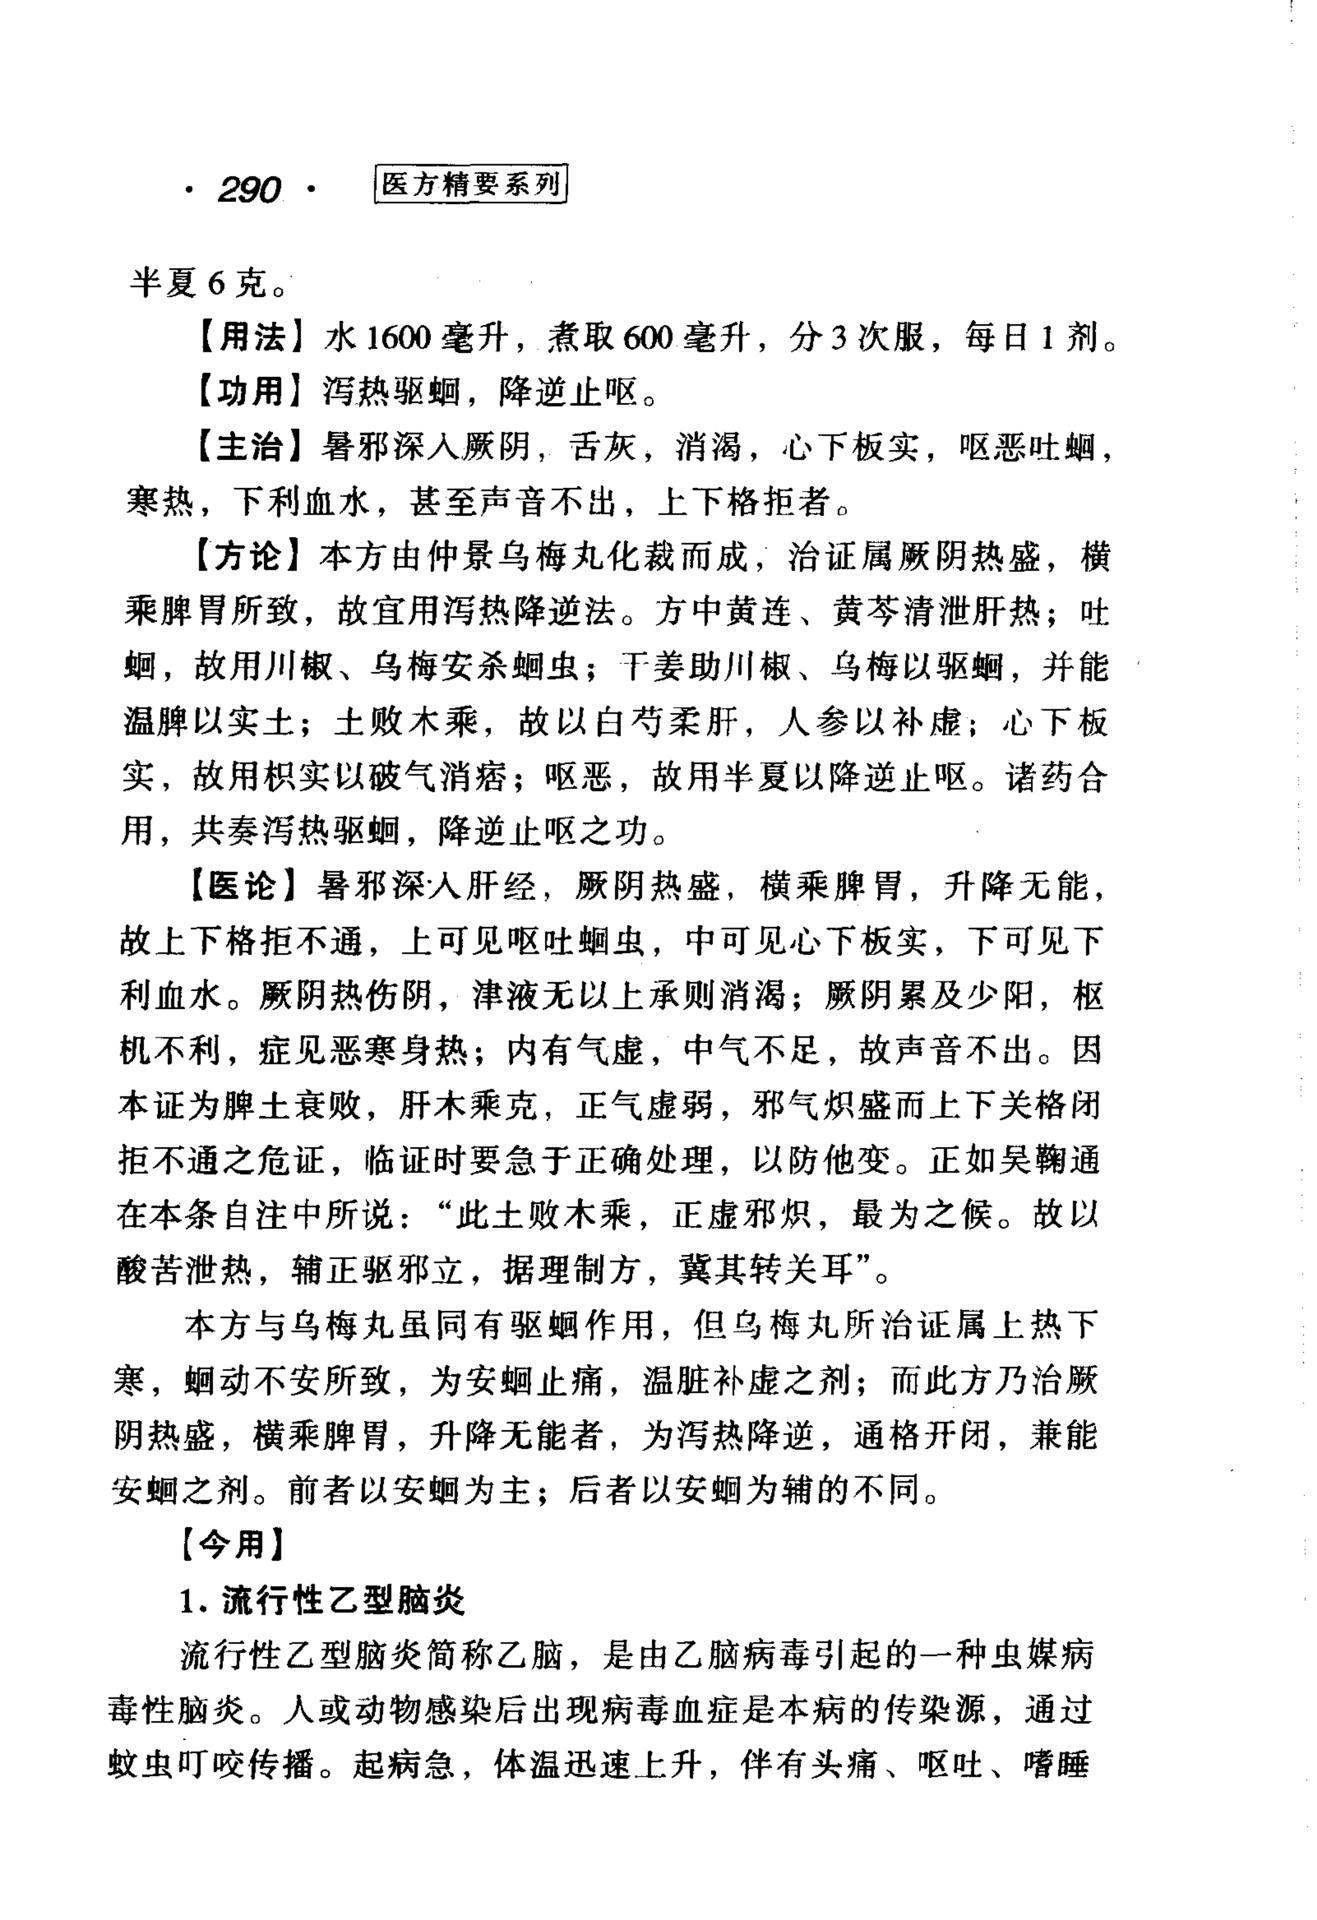 · 290 ·
医方精要系列
半夏6克。
【用法】水1600毫升，煮取600毫升，分3次服，每日1剂。
【功用】泻热驱蛔，降逆止呕。
【主治】暑邪深入厥阴，舌灰，消渴，心下板实，呕恶吐蛔，
寒热，下利血水，甚至声音不出，上下格拒者。
【方论】本方由仲景乌梅丸化裁而成，治证属厥阴热盛，横
乘脾胃所致，故宜用泻热降逆法。方中黄连、黄芩清泄肝热；吐
蛔，故用川椒、乌梅安杀蛔虫；干姜助川椒、乌梅以驱蛔，并能
温脾以实土；土败木乘，故以白芍柔肝，人参以补虚；心下板
实，故用枳实以破气消痞；呕恶，故用半夏以降逆止呕。诸药合
用，共奏泻热驱蛔，降逆止呕之功。
【医论】暑邪深入肝经，厥阴热盛，横乘脾胃，升降无能，
故上下格拒不通，上可见呕吐蛔虫，中可见心下板实，下可见下
利血水。厥阴热伤阴，津液无以上承则消渴；厥阴累及少阳，枢
机不利，症见恶寒身热；内有气虚，中气不足，故声音不出。因
本证为脾土衰败，肝木乘克，正气虚弱，邪气炽盛而上下关格闭
拒不通之危证，临证时要急于正确处理，以防他变。正如吴鞠通
在本条自注中所说：“此土败木乘，正虚邪炽，最为之候。故以
酸苦泄热，辅正驱邪立，据理制方，冀其转关耳”。
本方与乌梅丸虽同有驱蛔作用，但乌梅丸所治证属上热下
寒，蛔动不安所致，为安蛔止痛，温脏补虚之剂；而此方乃治厥
阴热盛，横乘脾胃，升降无能者，为泻热降逆，通格开闭，兼能
安蛔之剂。前者以安蛔为主；后者以安蛔为辅的不同。
【今用】
1. 流行性乙型脑炎
流行性乙型脑炎简称乙脑，是由乙脑病毒引起的一种虫媒病
毒性脑炎。人或动物感染后出现病毒血症是本病的传染源，通过
蚊虫叮咬传播。起病急，体温迅速上升，伴有头痛、呕吐、嗜睡